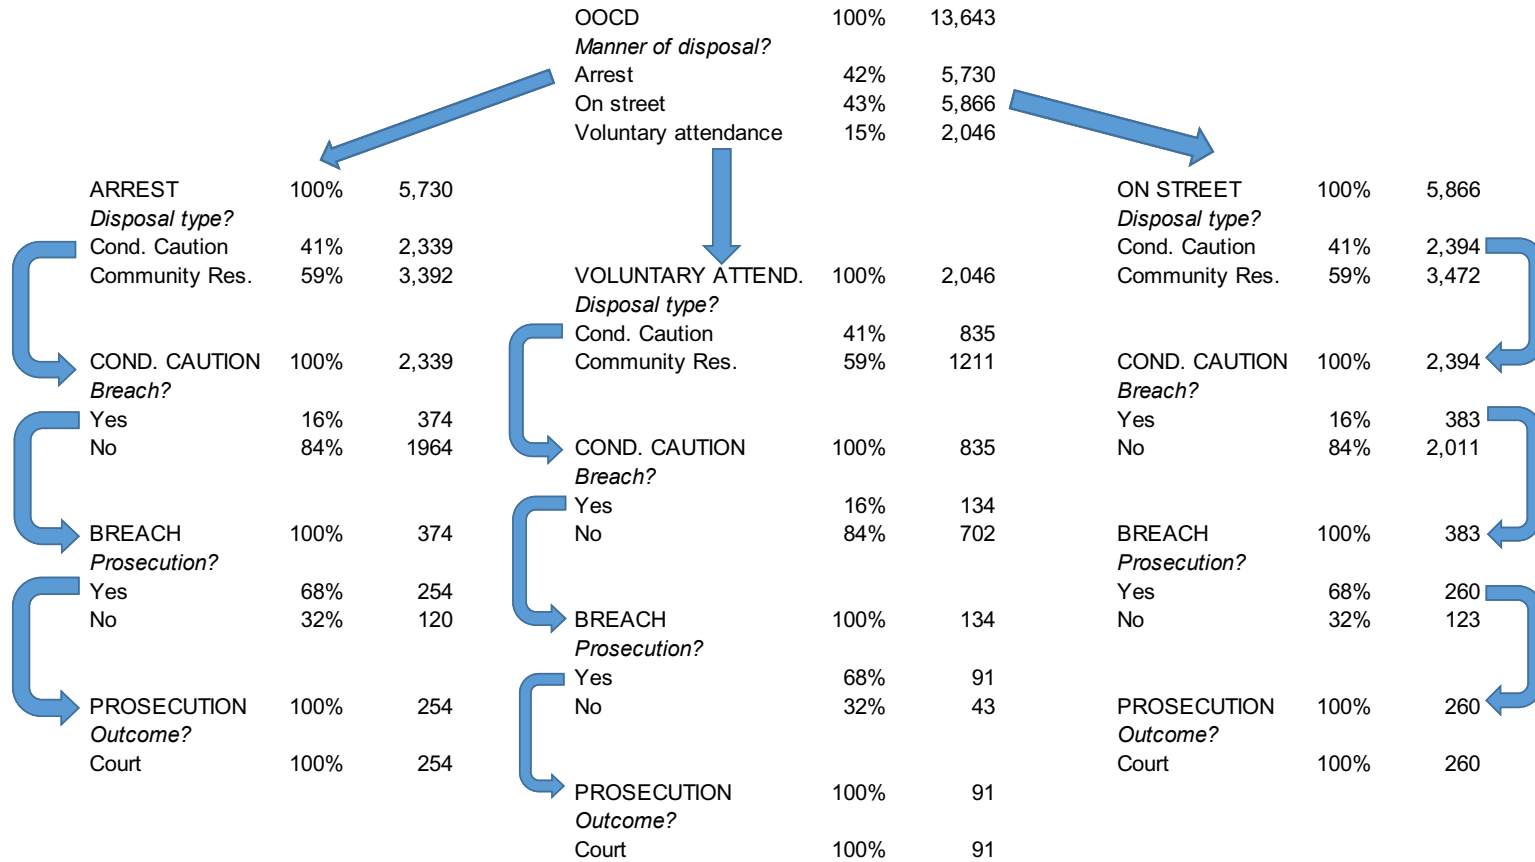 OOCD 100% 13,643
Manner of disposal?
Arrest 42% 5,730
On street 43% 5,866
Voluntary attendance 15% 2,046
ARREST 100% 5,730
Disposal type?
Cond. Caution 41% 2,339
Community Res. 59% 3,392
COND. CAUTION 100% 2,339
Breach?
Yes 16% 374
No 84% 1964
BREACH 100% 374
Prosecution?
Yes 68% 254
No 32% 120
PROSECUTION 100% 254
Outcome?
Court 100% 254
VOLUNTARY ATTEND. 100% 2,046
Disposal type?
Cond. Caution 41% 835
Community Res. 59% 1211
COND. CAUTION 100% 835
Breach?
Yes 16% 134
No 84% 702
BREACH 100% 134
Prosecution?
Yes 68% 91
No 32% 43
PROSECUTION 100% 91
Outcome?
Court 100% 91
ON STREET 100% 5,866
Disposal type?
Cond. Caution 41% 2,394
Community Res. 59% 3,472
COND. CAUTION 100% 2,394
Breach?
Yes 16% 383
No 84% 2,011
BREACH 100% 383
Prosecution?
Yes 68% 260
No 32% 123
PROSECUTION 100% 260
Outcome?
Court 100% 260